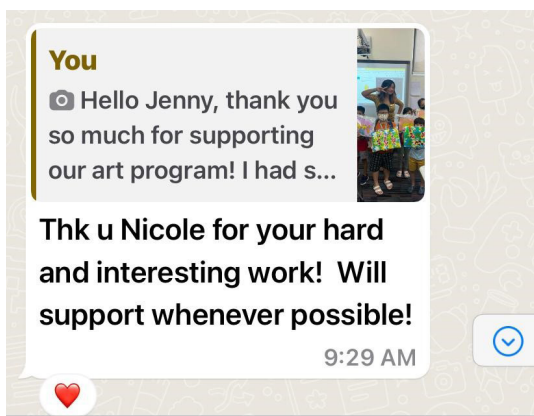 You
Hello Jenny, thank you
so much for supporting
our art program! I had s...
Thk u Nicole for your hard
and interesting work!  Will
support whenever possible!
9:29 AM